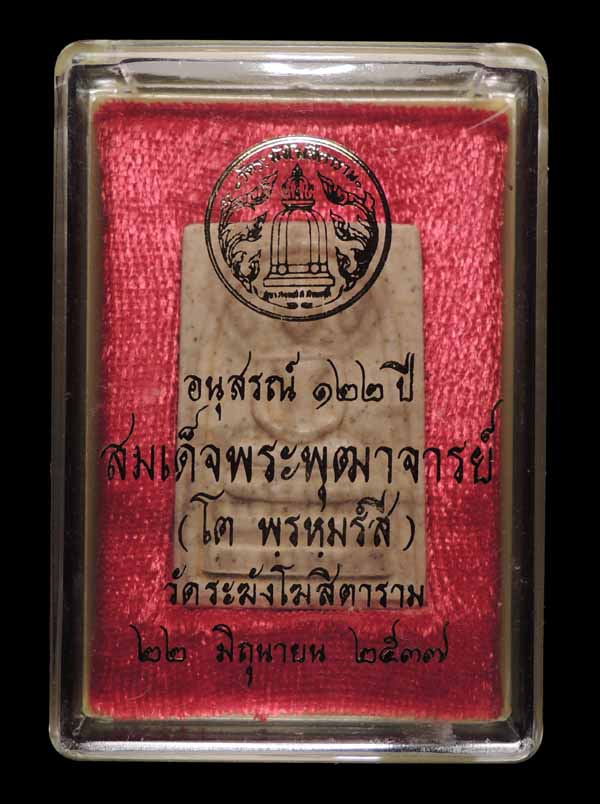 อนุสรณ์ ๑๒๒ ปี
สมเด็จพระพุฒาจารย์
(โต พฺรหฺมรํสี)
วัดระฆังโฆสิตาราม
๒๒ มิถุนายน ๒๕๓๗